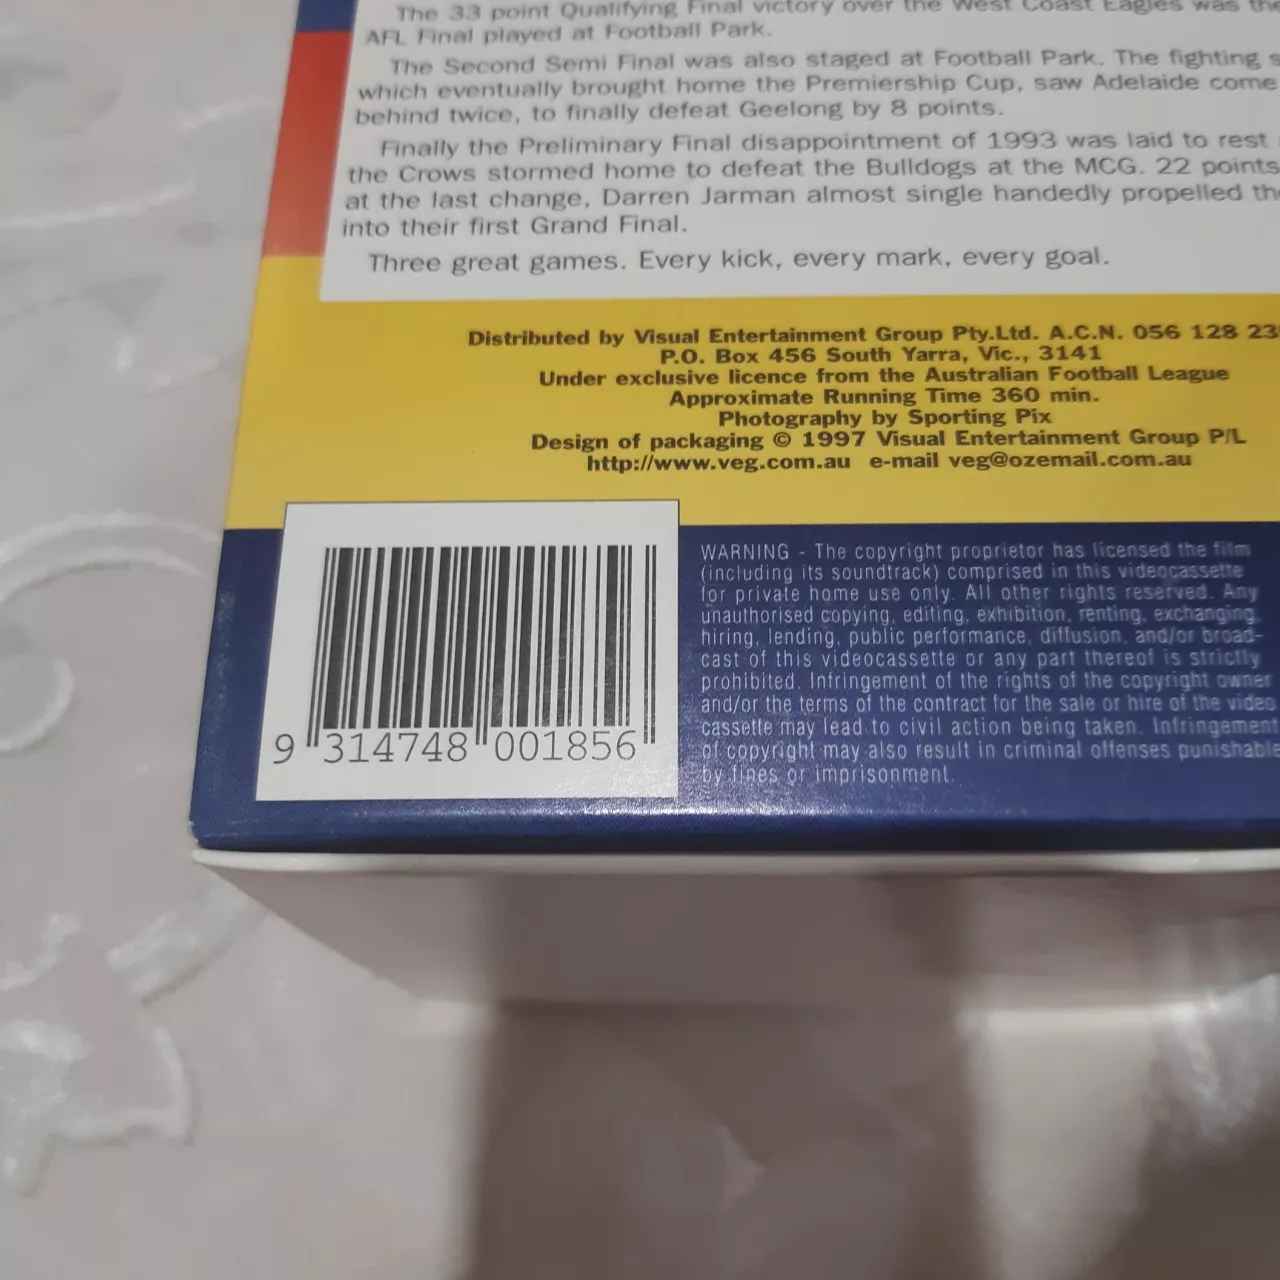 The 33 point Qualifying Final victory over the West Coast Eagles was the
AFL Final played at Football Park.
The Second Semi Final was also staged at Football Park. The fighting
which eventually brought home the Premiership Cup, saw Adelaide come
behind twice, to finally defeat Geelong by 8 points.
Finally the Preliminary Final disappointment of 1993 was laid to rest
the Crows stormed home to defeat the Bulldogs at the MCG. 22 points
at the last change, Darren Jarman almost single handedly propelled
into their first Grand Final.
Three great games. Every kick, every mark, every goal.
Distributed by Visual Entertainment Group Pty.Ltd. A.C.N. 056 128 23
P.O. Box 456 South Yarra, Vic., 3141
Under exclusive licence from the Australian Football League
Approximate Running Time 360 min.
Photography by Sporting Pix
Design of packaging © 1997 Visual Entertainment Group P/L
http://www.veg.com.au e-mail veg@ozemail.com.au
9 314748 001856
WARNING - The copyright proprietor has licensed the film
(including its soundtrack) comprised in this videocassette
for private home use only. All other rights reserved. Any
unauthorised copying, editing, exhibition, renting, exchanging,
hiring, lending, public performance, diffusion, and/or broad-
cast of this videocassette or any part thereof is strictly
prohibited. Infringement of the rights of the copyright owner
and/or the terms of the contract for the sale or hire of the video
cassette may lead to civil action being taken. Infringement
of copyright may also result in criminal offenses punishable
by fines or imprisonment.